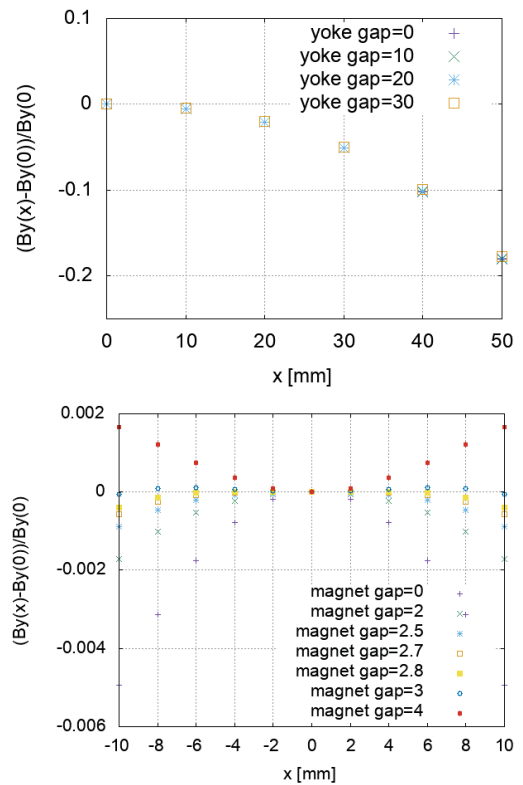 0.1
yoke gap=0
yoke gap=10
yoke gap=20
yoke gap=30
0
-0.1
-0.2
(By(x)-By(0))/By(0)
0 10 20 30 40 50
x [mm]
0.002
0
-0.002
-0.004
-0.006
(By(x)-By(0))/By(0)
magnet gap=0
magnet gap=2
magnet gap=2.5
magnet gap=2.7
magnet gap=2.8
magnet gap=3
magnet gap=4
-10 -8 -6 -4 -2 0 2 4 6 8 10
x [mm]